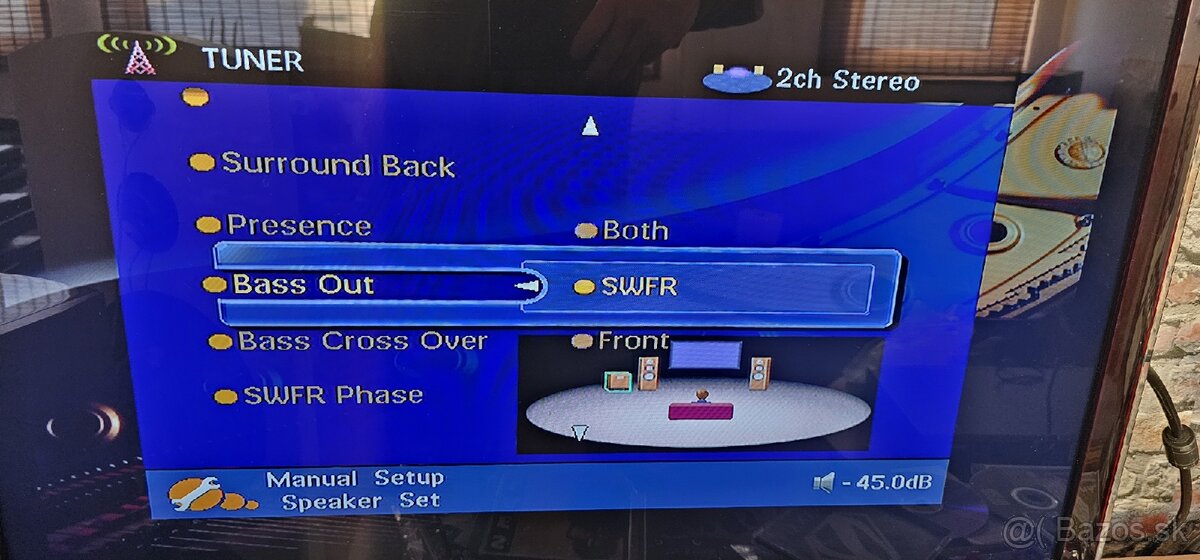 TUNER
2ch Stereo
Surround Back
Presence
Both
Bass Out
SWFR
Bass Cross Over
Front
SWFR Phase
Manual Setup
Speaker Set
-45.0dB
@( Bazos.sk